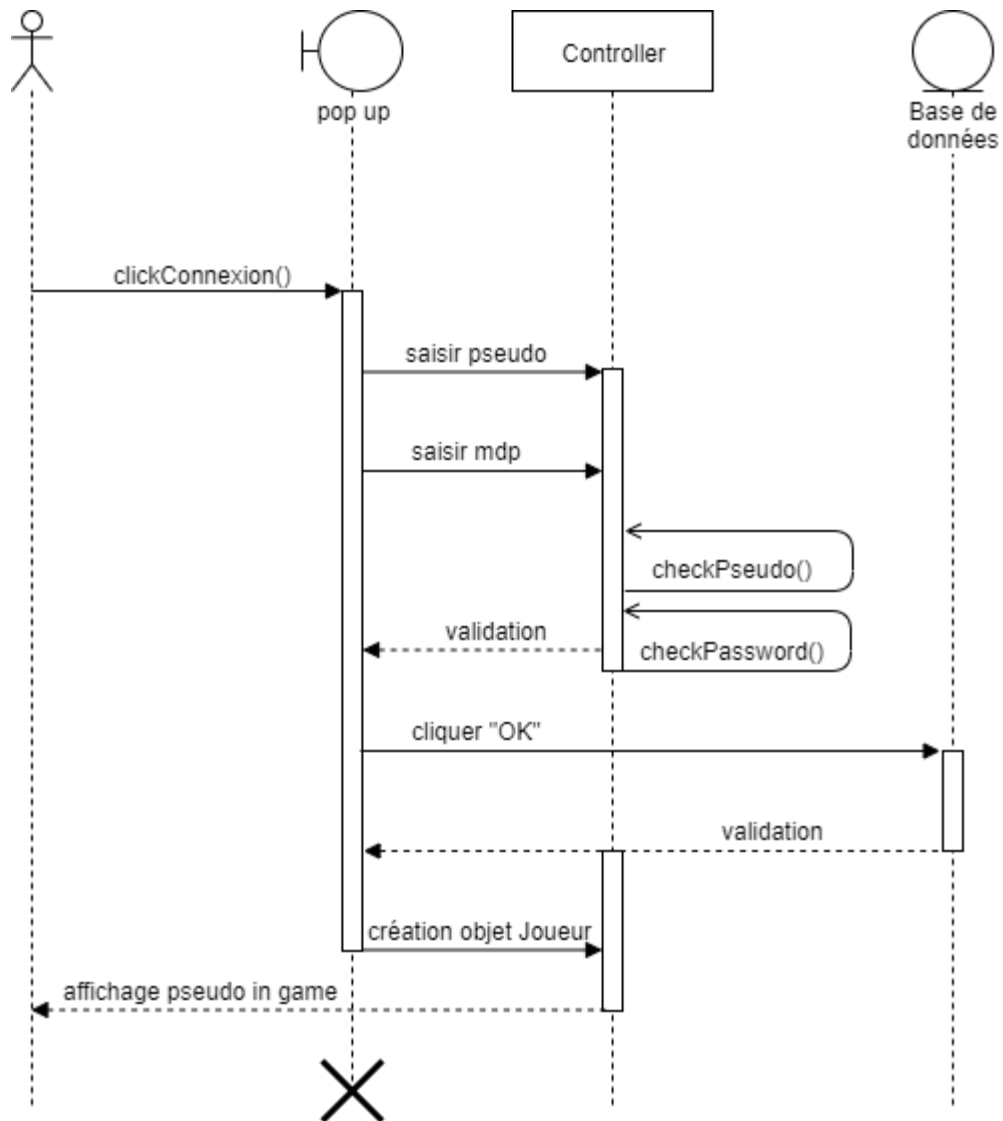 pop up
Controller
Base de
données
clickConnexion()
saisir pseudo
saisir mdp
checkPseudo()
validation
checkPassword()
cliquer "OK"
validation
création objet Joueur
affichage pseudo in game